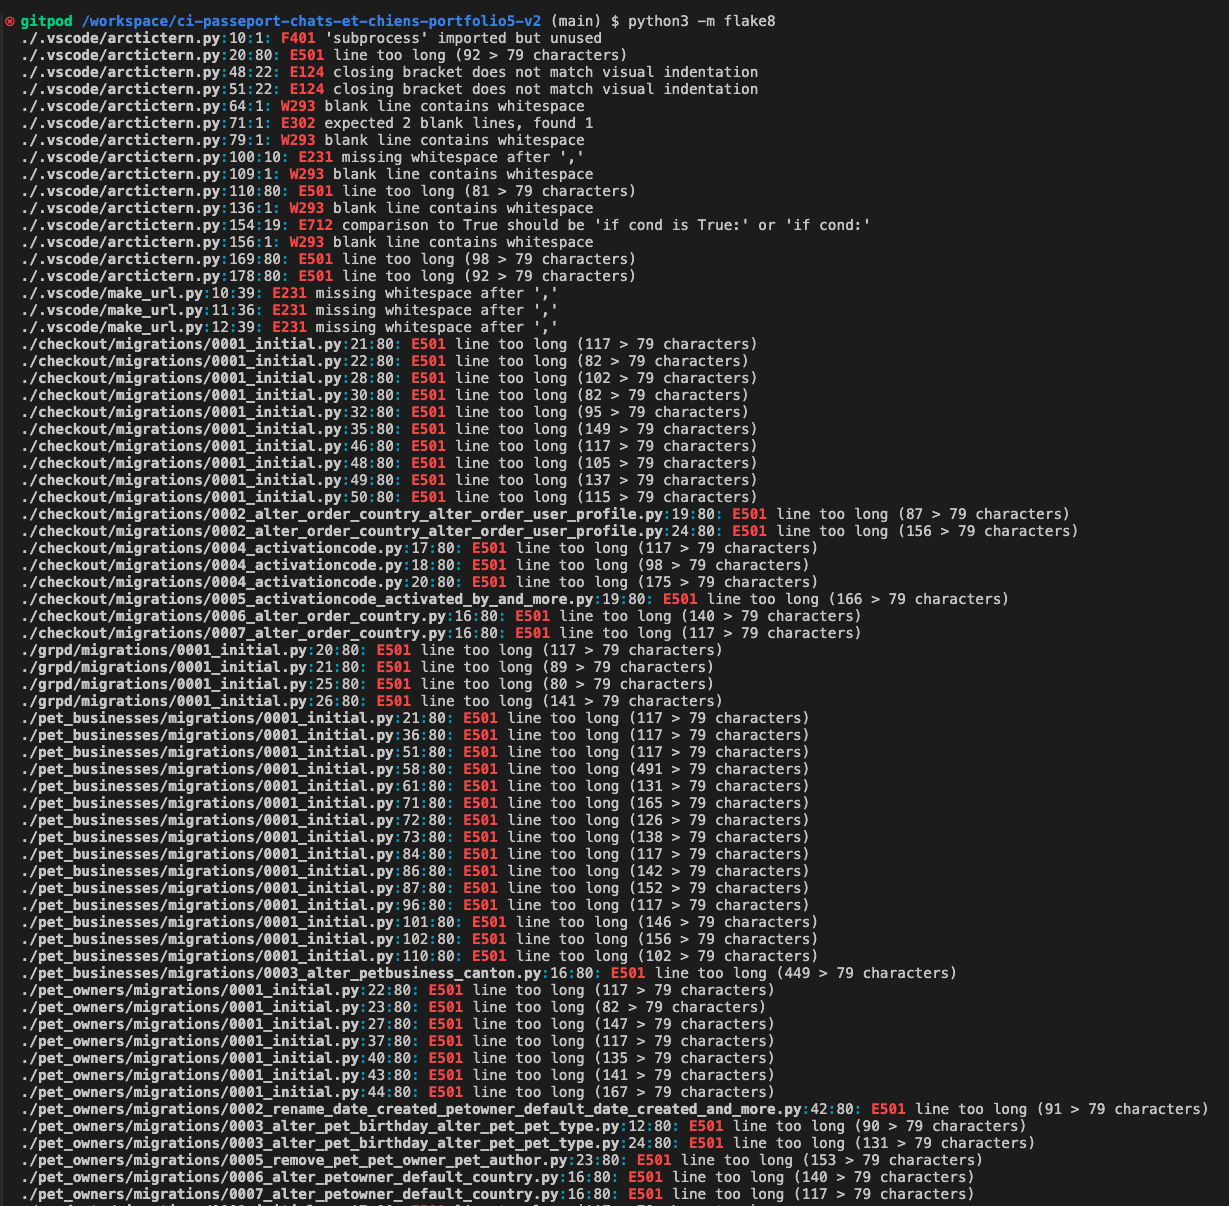 gitpod /workspace/ci-passeport-chats-et-chiens-portfolio5-v2 (main) $ python3 -m flake8
./.vscode/arctictern.py:10:1: F401 'subprocess' imported but unused
./.vscode/arctictern.py:20:80: E501 line too long (92 > 79 characters)
./.vscode/arctictern.py:48:22: E124 closing bracket does not match visual indentation
./.vscode/arctictern.py:51:22: E124 closing bracket does not match visual indentation
./.vscode/arctictern.py:64:1: W293 blank line contains whitespace
./.vscode/arctictern.py:71:1: E302 expected 2 blank lines, found 1
./.vscode/arctictern.py:79:1: W293 blank line contains whitespace
./.vscode/arctictern.py:100:10: E231 missing whitespace after ','
./.vscode/arctictern.py:109:1: W293 blank line contains whitespace
./.vscode/arctictern.py:110:80: E501 line too long (81 > 79 characters)
./.vscode/arctictern.py:136:1: W293 blank line contains whitespace
./.vscode/arctictern.py:154:19: E712 comparison to True should be 'if cond is True:' or 'if cond:'
./.vscode/arctictern.py:156:1: W293 blank line contains whitespace
./.vscode/arctictern.py:169:80: E501 line too long (98 > 79 characters)
./.vscode/arctictern.py:178:80: E501 line too long (92 > 79 characters)
./.vscode/make_url.py:10:39: E231 missing whitespace after ','
./.vscode/make_url.py:11:36: E231 missing whitespace after ','
./.vscode/make_url.py:12:39: E231 missing whitespace after ','
./checkout/migrations/0001_initial.py:21:80: E501 line too long (117 > 79 characters)
./checkout/migrations/0001_initial.py:22:80: E501 line too long (82 > 79 characters)
./checkout/migrations/0001_initial.py:28:80: E501 line too long (102 > 79 characters)
./checkout/migrations/0001_initial.py:30:80: E501 line too long (82 > 79 characters)
./checkout/migrations/0001_initial.py:32:80: E501 line too long (95 > 79 characters)
./checkout/migrations/0001_initial.py:35:80: E501 line too long (149 > 79 characters)
./checkout/migrations/0001_initial.py:46:80: E501 line too long (117 > 79 characters)
./checkout/migrations/0001_initial.py:48:80: E501 line too long (105 > 79 characters)
./checkout/migrations/0001_initial.py:49:80: E501 line too long (137 > 79 characters)
./checkout/migrations/0001_initial.py:50:80: E501 line too long (115 > 79 characters)
./checkout/migrations/0002_alter_order_country_alter_order_user_profile.py:19:80: E501 line too long (87 > 79 characters)
./checkout/migrations/0002_alter_order_country_alter_order_user_profile.py:24:80: E501 line too long (156 > 79 characters)
./checkout/migrations/0004_activationcode.py:17:80: E501 line too long (117 > 79 characters)
./checkout/migrations/0004_activationcode.py:18:80: E501 line too long (98 > 79 characters)
./checkout/migrations/0004_activationcode.py:20:80: E501 line too long (175 > 79 characters)
./checkout/migrations/0005_activationcode_activated_by_and_more.py:19:80: E501 line too long (166 > 79 characters)
./checkout/migrations/0006_alter_order_country.py:16:80: E501 line too long (140 > 79 characters)
./checkout/migrations/0007_alter_order_country.py:16:80: E501 line too long (117 > 79 characters)
./grpd/migrations/0001_initial.py:20:80: E501 line too long (117 > 79 characters)
./grpd/migrations/0001_initial.py:21:80: E501 line too long (89 > 79 characters)
./grpd/migrations/0001_initial.py:25:80: E501 line too long (80 > 79 characters)
./grpd/migrations/0001_initial.py:26:80: E501 line too long (141 > 79 characters)
./pet_businesses/migrations/0001_initial.py:21:80: E501 line too long (117 > 79 characters)
./pet_businesses/migrations/0001_initial.py:36:80: E501 line too long (117 > 79 characters)
./pet_businesses/migrations/0001_initial.py:51:80: E501 line too long (117 > 79 characters)
./pet_businesses/migrations/0001_initial.py:58:80: E501 line too long (491 > 79 characters)
./pet_businesses/migrations/0001_initial.py:61:80: E501 line too long (131 > 79 characters)
./pet_businesses/migrations/0001_initial.py:71:80: E501 line too long (165 > 79 characters)
./pet_businesses/migrations/0001_initial.py:72:80: E501 line too long (126 > 79 characters)
./pet_businesses/migrations/0001_initial.py:73:80: E501 line too long (138 > 79 characters)
./pet_businesses/migrations/0001_initial.py:84:80: E501 line too long (117 > 79 characters)
./pet_businesses/migrations/0001_initial.py:86:80: E501 line too long (142 > 79 characters)
./pet_businesses/migrations/0001_initial.py:87:80: E501 line too long (152 > 79 characters)
./pet_businesses/migrations/0001_initial.py:96:80: E501 line too long (117 > 79 characters)
./pet_businesses/migrations/0001_initial.py:101:80: E501 line too long (146 > 79 characters)
./pet_businesses/migrations/0001_initial.py:102:80: E501 line too long (156 > 79 characters)
./pet_businesses/migrations/0001_initial.py:110:80: E501 line too long (102 > 79 characters)
./pet_businesses/migrations/0003_alter_petbusiness_canton.py:16:80: E501 line too long (449 > 79 characters)
./pet_owners/migrations/0001_initial.py:22:80: E501 line too long (117 > 79 characters)
./pet_owners/migrations/0001_initial.py:23:80: E501 line too long (82 > 79 characters)
./pet_owners/migrations/0001_initial.py:27:80: E501 line too long (147 > 79 characters)
./pet_owners/migrations/0001_initial.py:37:80: E501 line too long (117 > 79 characters)
./pet_owners/migrations/0001_initial.py:40:80: E501 line too long (135 > 79 characters)
./pet_owners/migrations/0001_initial.py:43:80: E501 line too long (141 > 79 characters)
./pet_owners/migrations/0001_initial.py:44:80: E501 line too long (167 > 79 characters)
./pet_owners/migrations/0002_rename_date_created_petowner_default_date_created_and_more.py:42:80: E501 line too long (91 > 79 characters)
./pet_owners/migrations/0003_alter_pet_birthday_alter_pet_pet_type.py:12:80: E501 line too long (90 > 79 characters)
./pet_owners/migrations/0003_alter_pet_birthday_alter_pet_pet_type.py:24:80: E501 line too long (131 > 79 characters)
./pet_owners/migrations/0005_remove_pet_pet_owner_pet_author.py:23:80: E501 line too long (153 > 79 characters)
./pet_owners/migrations/0006_alter_petowner_default_country.py:16:80: E501 line too long (140 > 79 characters)
./pet_owners/migrations/0007_alter_petowner_default_country.py:16:80: E501 line too long (117 > 79 characters)